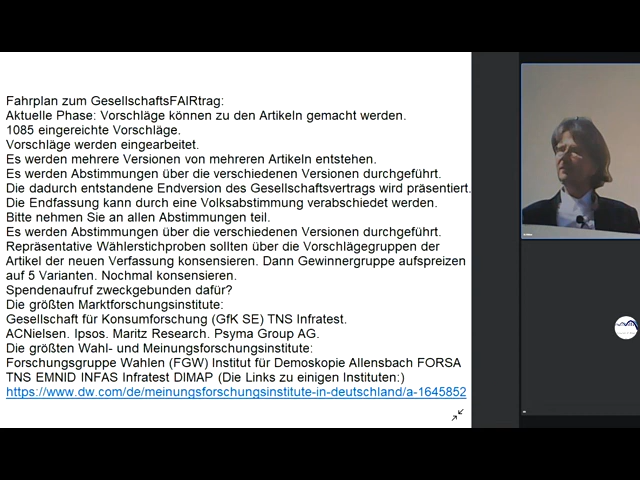 Fahrplan zum GesellschaftsFAIRtrag:
Aktuelle Phase: Vorschläge können zu den Artikeln gemacht werden.
1085 eingereichte Vorschläge.
Vorschläge werden eingearbeitet.
Es werden mehrere Versionen von mehreren Artikeln entstehen.
Es werden Abstimmungen über die verschiedenen Versionen durchgeführt.
Die dadurch entstandene Endversion des Gesellschaftsvertrags wird präsentiert.
Die Endfassung kann durch eine Volksabstimmung verabschiedet werden.
Bitte nehmen Sie an allen Abstimmungen teil.
Es werden Abstimmungen über die verschiedenen Versionen durchgeführt.
Repräsentative Wählerstichproben sollten über die Vorschlägegruppen der
Artikel der neuen Verfassung konsensieren. Dann Gewinnergruppe aufspreizen
auf 5 Varianten. Nochmal konsensieren.
Spendenaufruf zweckgebunden dafür?
Die größten Marktforschungsinstitute:
Gesellschaft für Konsumforschung (GfK SE) TNS Infratest.
ACNielsen. Ipsos. Maritz Research. Psyma Group AG.
Die größten Wahl- und Meinungsforschungsinstitute:
Forschungsgruppe Wahlen (FGW) Institut für Demoskopie Allensbach FORSA
TNS EMNID INFAS Infratest DIMAP (Die Links zu einigen Instituten:)
https://www.dw.com/de/meinungsforschungsinstitute-in-deutschland/a-1645852